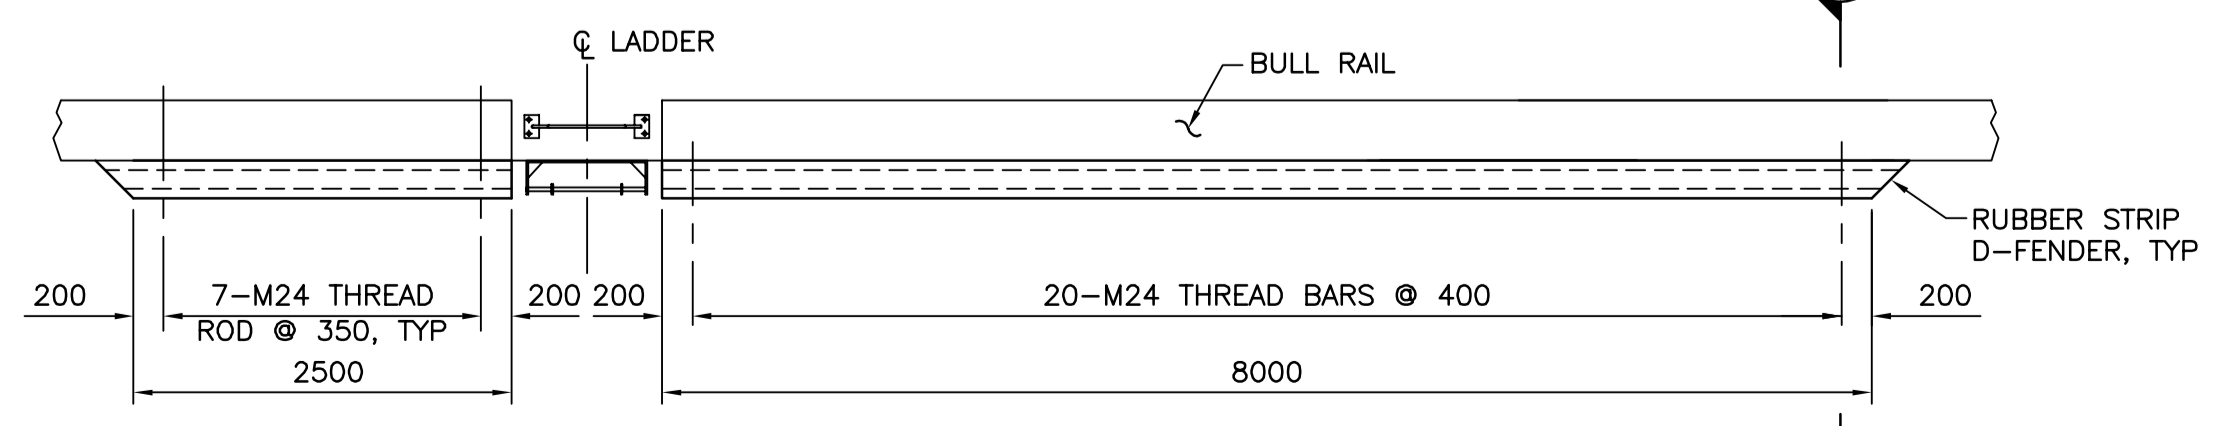 ℄ LADDER
BULL RAIL
RUBBER STRIP
D-FENDER, TYP
200
7-M24 THREAD
ROD @ 350, TYP
200
200
20-M24 THREAD BARS @ 400
200
2500
8000